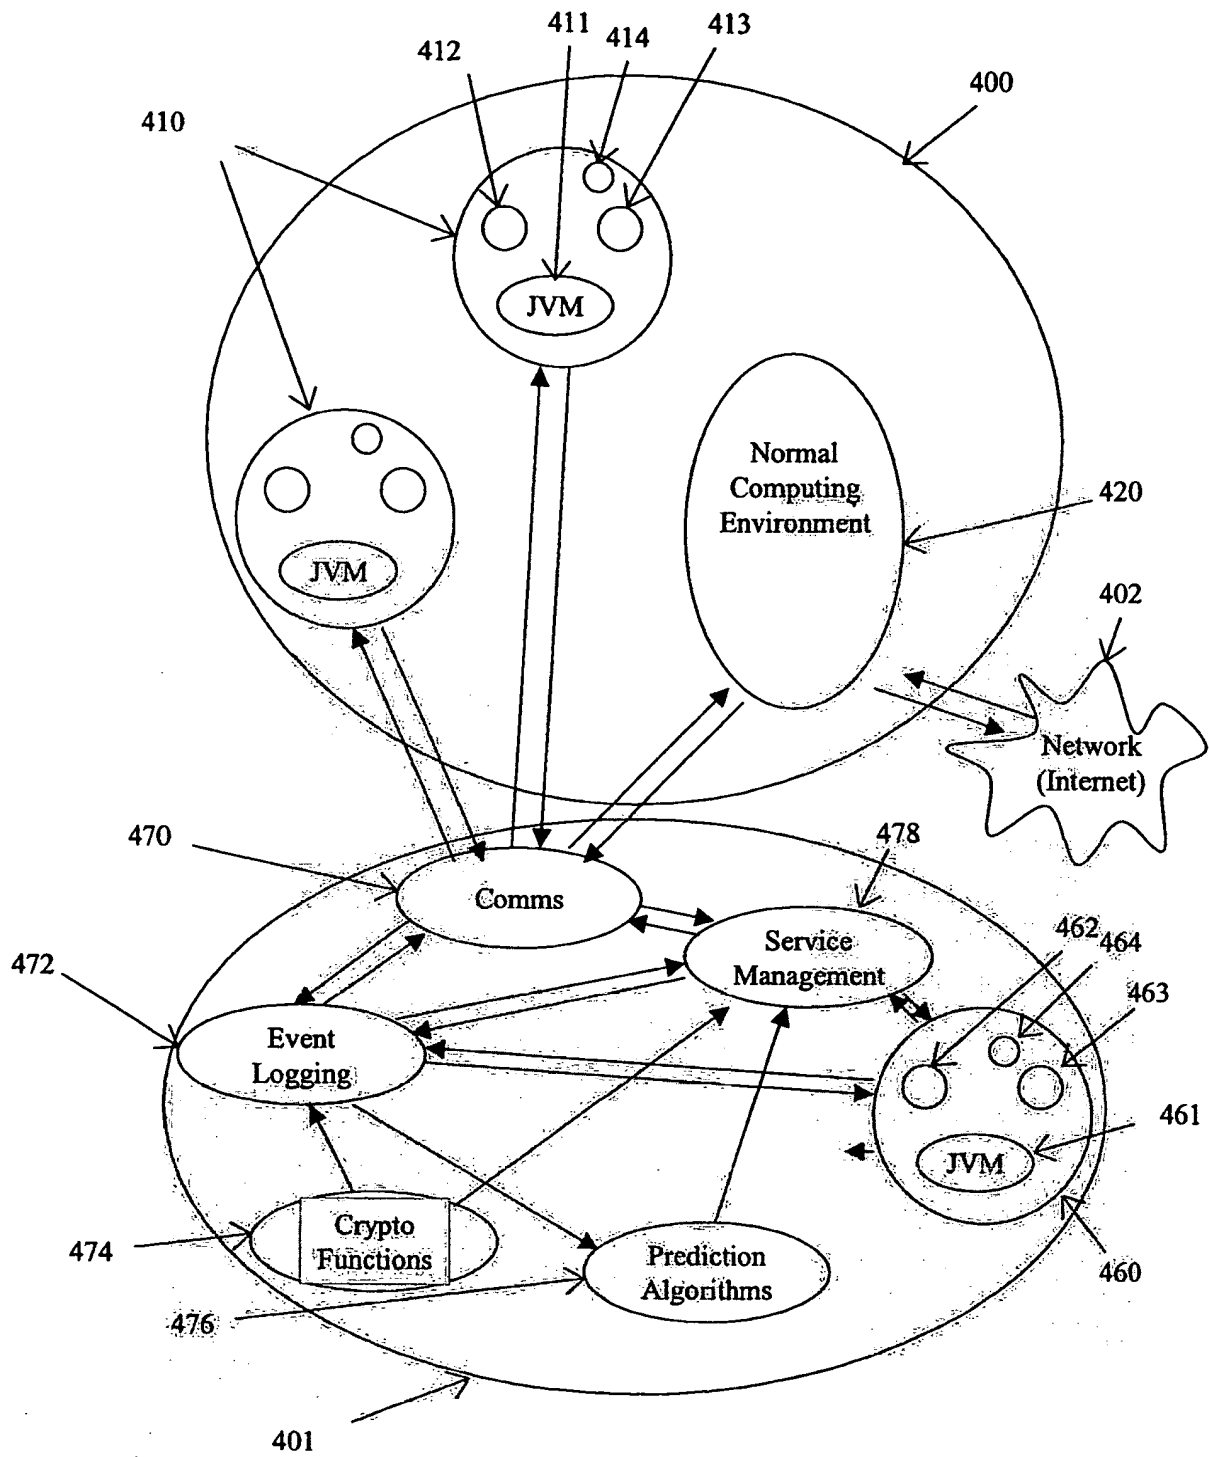 411
414
413
412
400
410
JVM
Normal
Computing
Environment
420
JVM
402
Network
(Internet)
470
478
Comms
462
464
Service
Management
472
463
Event
Logging
461
JVM
Crypto
Functions
474
Prediction
Algorithms
460
476
401